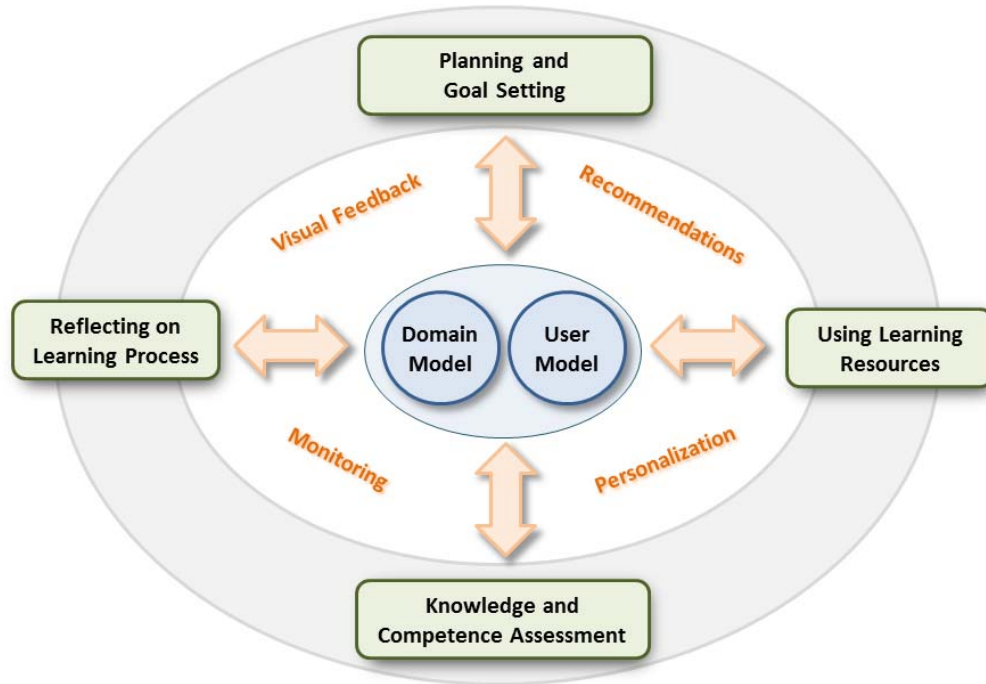 Planning and
Goal Setting
Visual Feedback
Recommendations
Reflecting on
Learning Process
Domain
Model
User
Model
Using Learning
Resources
Monitoring
Personalization
Knowledge and
Competence Assessment